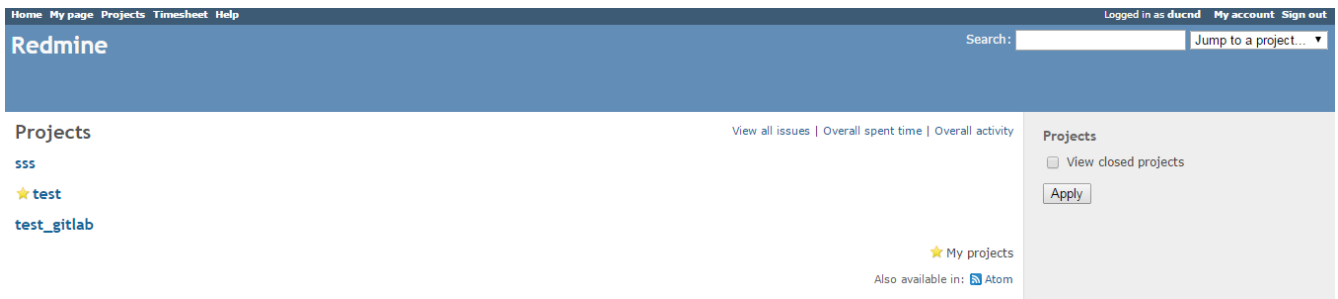 Home My page Projects Timesheet Help
Logged in as ducnd My account Sign out
Redmine
Search:
Jump to a project...
Projects
View all issues | Overall spent time | Overall activity
sss
test
test_gitlab
My projects
Also available in: Atom
Projects
View closed projects
Apply